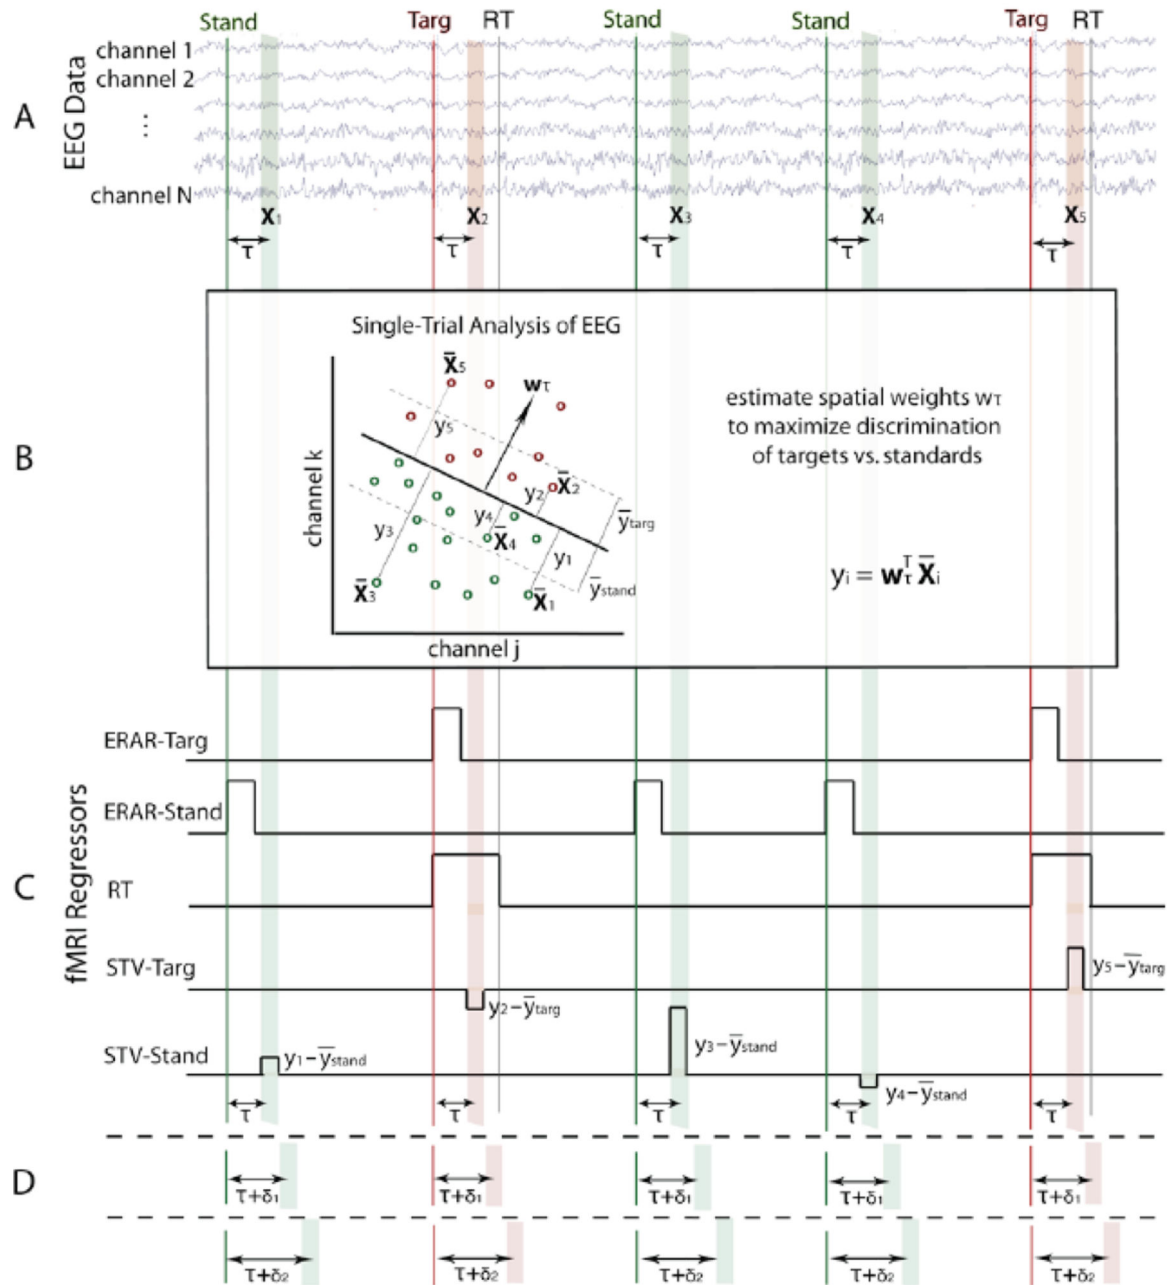 Stand Targ RT Stand Stand Targ RT
A
EEG Data
channel 1
channel 2
⋮
channel N
X1 X2 X3 X4 X5
τ τ τ τ τ
B
Single-Trial Analysis of EEG
channel k
channel j
X̄5
wτ
y5
y2 X̄2
y3 y4 X̄4
y1
ȳtarg
ȳstand
X̄3
X̄1
estimate spatial weights wτ
to maximize discrimination
of targets vs. standards
yi = wτᵀ X̄i
C
fMRI Regressors
ERAR-Targ
ERAR-Stand
RT
STV-Targ
y2–ȳtarg
y5–ȳtarg
STV-Stand
y1–ȳstand
y3–ȳstand
y4–ȳstand
τ τ τ τ τ
D
τ+δ1 τ+δ1 τ+δ1 τ+δ1 τ+δ1
τ+δ2 τ+δ2 τ+δ2 τ+δ2 τ+δ2